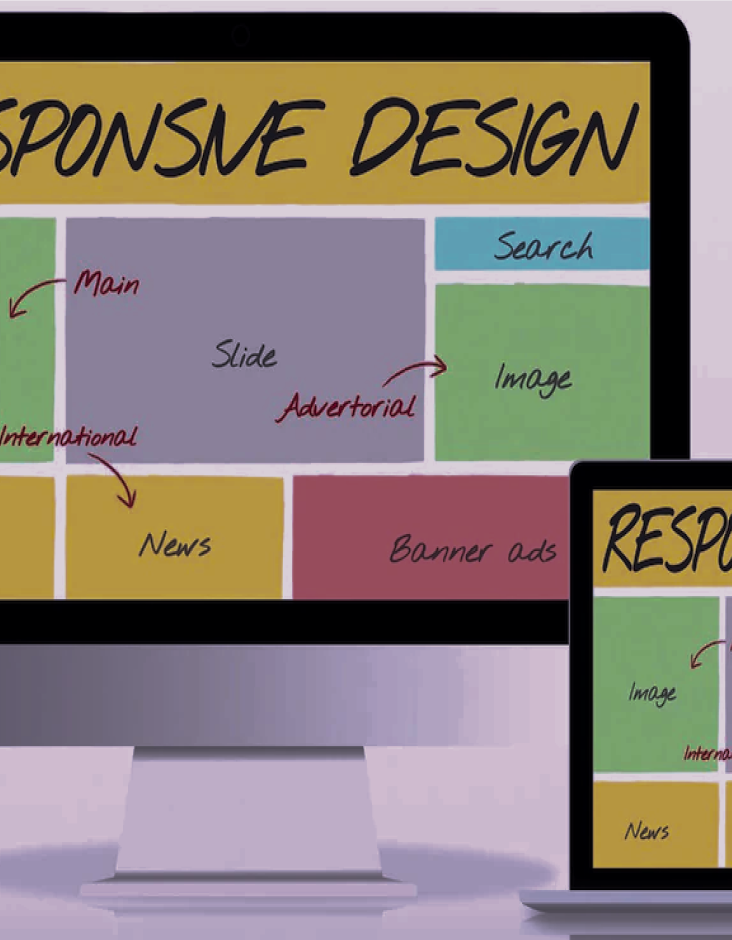 SPONSIVE DESIGN
Search
Main
Slide
Image
Advertorial
International
News
Banner ads
RESPO
Image
Interna
News